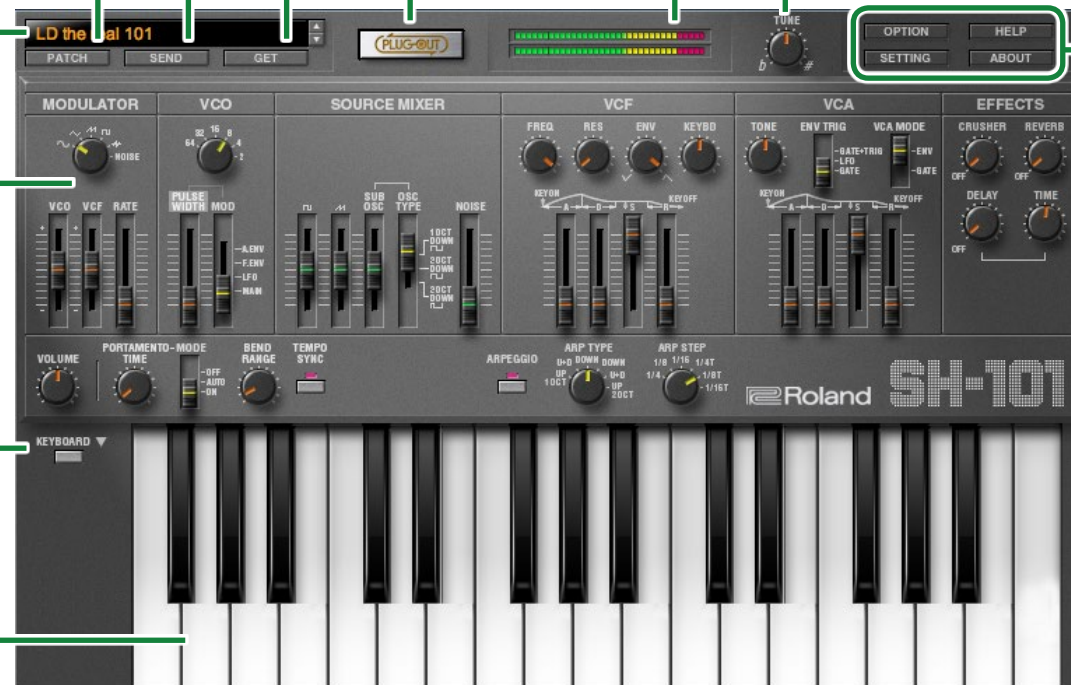 LD the Real 101
PATCH SEND GET
PLUG-OUT
TUNE
b #
OPTION HELP
SETTING ABOUT
MODULATOR VCO SOURCE MIXER VCF VCA EFFECTS
NOISE
64 32 16 8 4 2
FREQ RES ENV KEYBD
TONE ENV TRIG VCA MODE
GATE+TRIG
LFO
GATE
ENV
GATE
CRUSHER REVERB
OFF OFF
DELAY TIME
OFF
VCO VCF RATE
PULSE WIDTH MOD
A.ENV
F.ENV
LFO
MAIN
SUB OSC OSC TYPE NOISE
1OCT DOWN
2OCT DOWN
2OCT DOWN
KEYON A D S R KEYOFF
KEYON A D S R KEYOFF
VOLUME
PORTAMENTO-MODE
TIME
OFF
AUTO
ON
BEND RANGE
TEMPO SYNC
ARPEGGIO
ARP TYPE
U+D DOWN DOWN
UP U+D
1OCT UP
2OCT
ARP STEP
1/8 1/16 1/4T
1/4 1/8T
1/16T
Roland
SH-101
KEYBOARD ▼